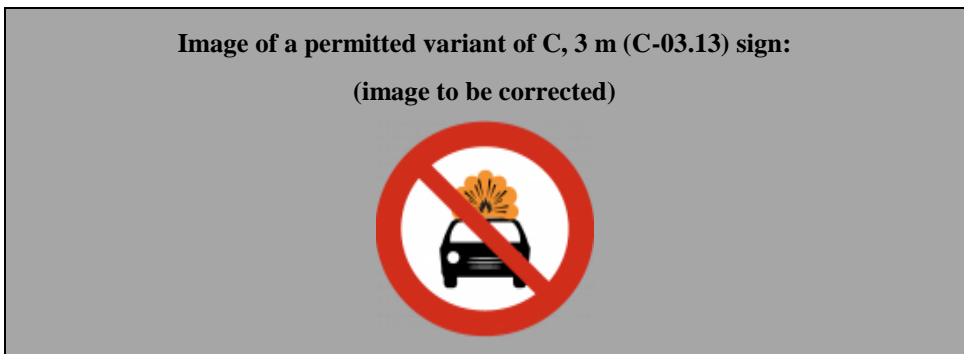 Image of a permitted variant of C, 3 m (C-03.13) sign:
(image to be corrected)